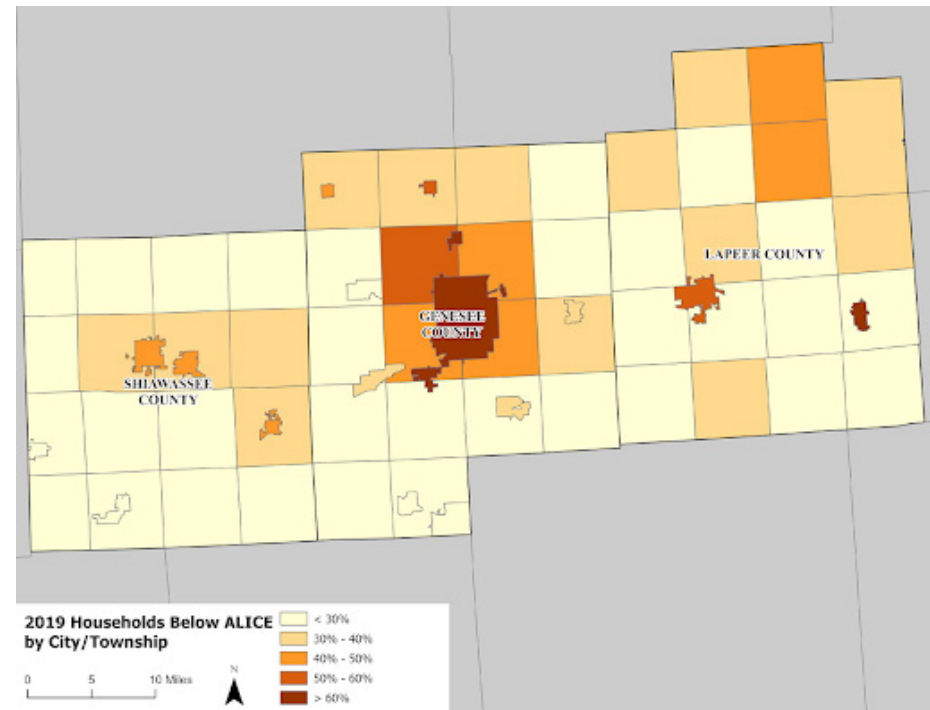 LAPEER COUNTY
GENESEE
COUNTY
SHIAWASSEE
COUNTY
2019 Households Below ALICE
by City/Township
0 5 10 Miles
N
< 30%
30% - 40%
40% - 50%
50% - 60%
> 60%